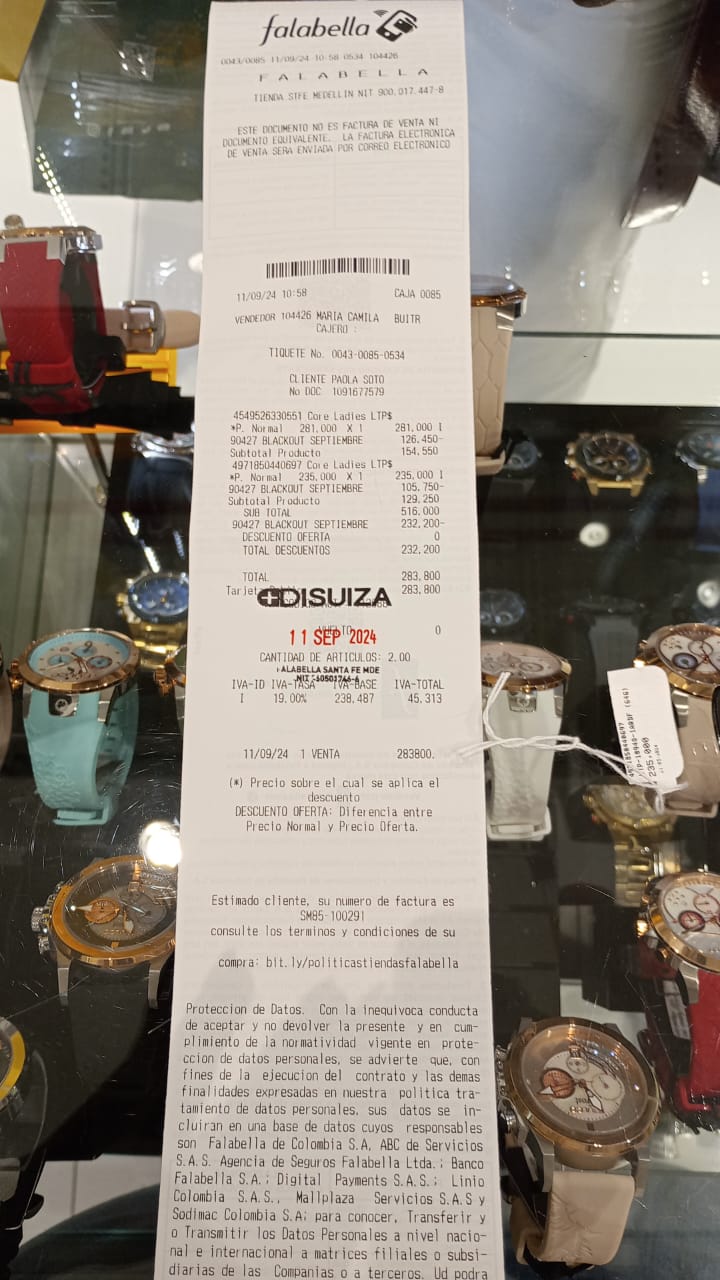 falabella
0043/0085 11/09/24 10:58 0534 104426
F A L A B E L L A
TIENDA STFE MEDELLIN NIT 900.017.447-8
ESTE DOCUMENTO NO ES FACTURA DE VENTA NI
DOCUMENTO EQUIVALENTE. LA FACTURA ELECTRONICA
DE VENTA SERA ENVIADA POR CORREO ELECTRONICO
11/09/24 10:58 CAJA 0085
VENDEDOR 104426 MARIA CAMILA BUITR
CAJERO :
TIQUETE No. 0043-0085-0534
CLIENTE PAOLA SOTO
No DOC 1091677579
4549526330551 Core Ladies LTP$
*P. Normal 281,000 X 1 281,000 I
90427 BLACKOUT SEPTIEMBRE 126,450-
Subtotal Producto 154,550
4971850440697 Core Ladies LTP$
*P. Normal 235,000 X 1 235,000 I
90427 BLACKOUT SEPTIEMBRE 105,750-
Subtotal Producto 129,250
SUB TOTAL 516,000
90427 BLACKOUT SEPTIEMBRE 232,200-
DESCUENTO OFERTA 0
TOTAL DESCUENTOS 232,200
TOTAL 283,800
Tarjeta 283,800
DISUIZA
VUELTO 0
11 SEP 2024
CANTIDAD DE ARTICULOS: 2.00
FALABELLA SANTA FE MDE
IVA-ID IVA-TASA IVA-BASE IVA-TOTAL
I 19.00% 238,487 45,313
11/09/24 1 VENTA 283800.
(*) Precio sobre el cual se aplica el
descuento
DESCUENTO OFERTA: Diferencia entre
Precio Normal y Precio Oferta.
Estimado cliente, su numero de factura es
SM85-100291
consulte los terminos y condiciones de su
compra: bit.ly/politicastiendasfalabella
Proteccion de Datos. Con la inequivoca conducta
de aceptar y no devolver la presente y en cum-
plimiento de la normatividad vigente en prote-
ccion de datos personales, se advierte que, con
fines de la ejecucion del contrato y las demas
finalidades expresadas en nuestra politica tra-
tamiento de datos personales, sus datos se in-
cluiran en una base de datos cuyos responsables
son Falabella de Colombia S.A, ABC de Servicios
S.A.S. Agencia de Seguros Falabella Ltda.; Banco
Falabella S.A.; Digital Payments S.A.S.; Linio
Colombia S.A.S., Mallplaza Servicios S.A.S y
Sodimac Colombia S.A; para conocer, Transferir y
o Transmitir los Datos Personales a nivel nacio-
nal e internacional a matrices filiales o subsi-
diarias de las Companias o a terceros. Ud podra
235,000